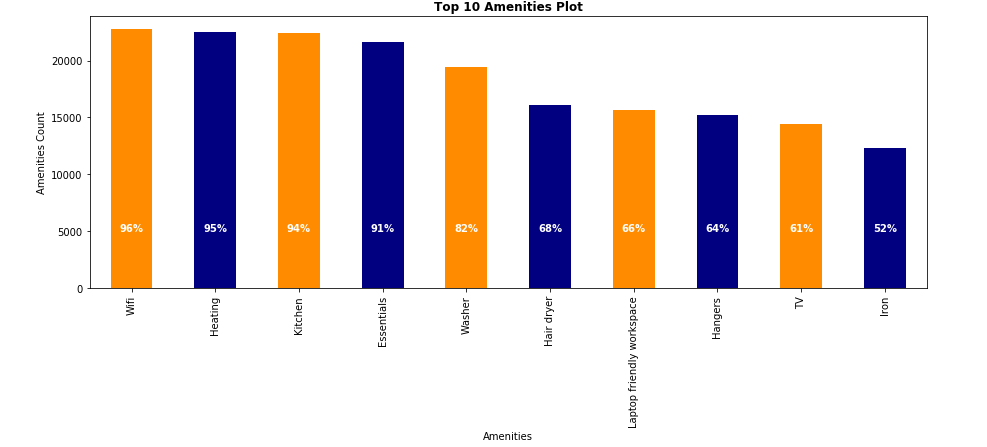 Top 10 Amenities Plot
Amenities Count
20000
15000
10000
5000
0
96%
95%
94%
91%
82%
68%
66%
64%
61%
52%
Wifi
Heating
Kitchen
Essentials
Washer
Hair dryer
Laptop friendly workspace
Hangers
TV
Iron
Amenities